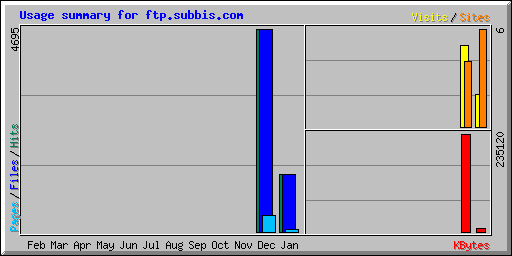 Usage summary for ftp.subbis.com
Visits/Sites
4695
6
235120
Pages/Files/Hits
Feb Mar Apr May Jun Jul Aug Sep Oct Nov Dec Jan
KBytes